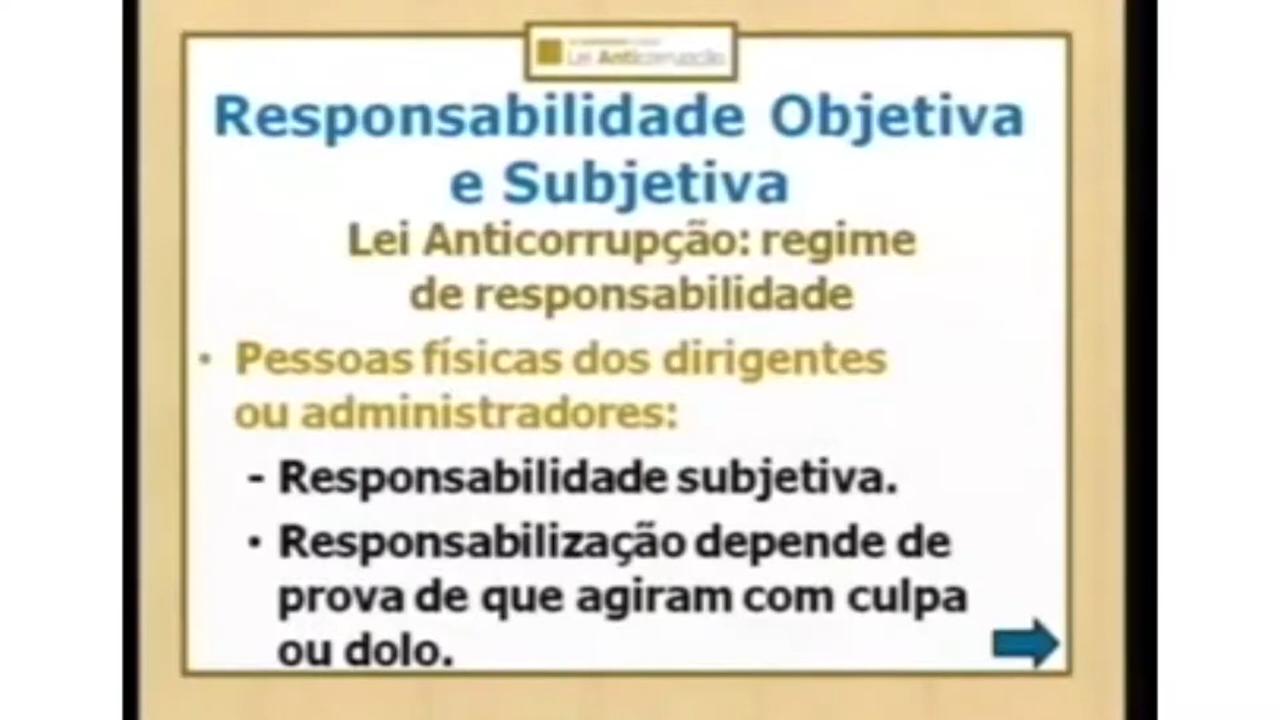 Lei Anticorrupção
Responsabilidade Objetiva
e Subjetiva
Lei Anticorrupção: regime
de responsabilidade
• Pessoas físicas dos dirigentes
ou administradores:
- Responsabilidade subjetiva.
• Responsabilização depende de
prova de que agiram com culpa
ou dolo.